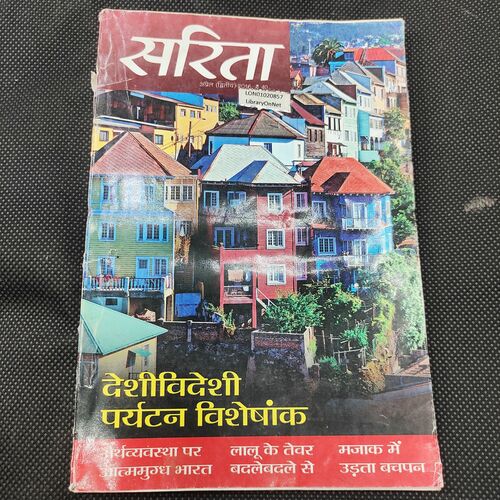 सरिता
अप्रैल (द्वितीय) 2016
LON01020857
LibraryOnNet
देशीविदेशी
पर्यटन विशेषांक
अर्थव्यवस्था पर
आत्ममुग्ध भारत
लालू के तेवर
बदलेबदले से
मजाक में
उड़ता बचपन